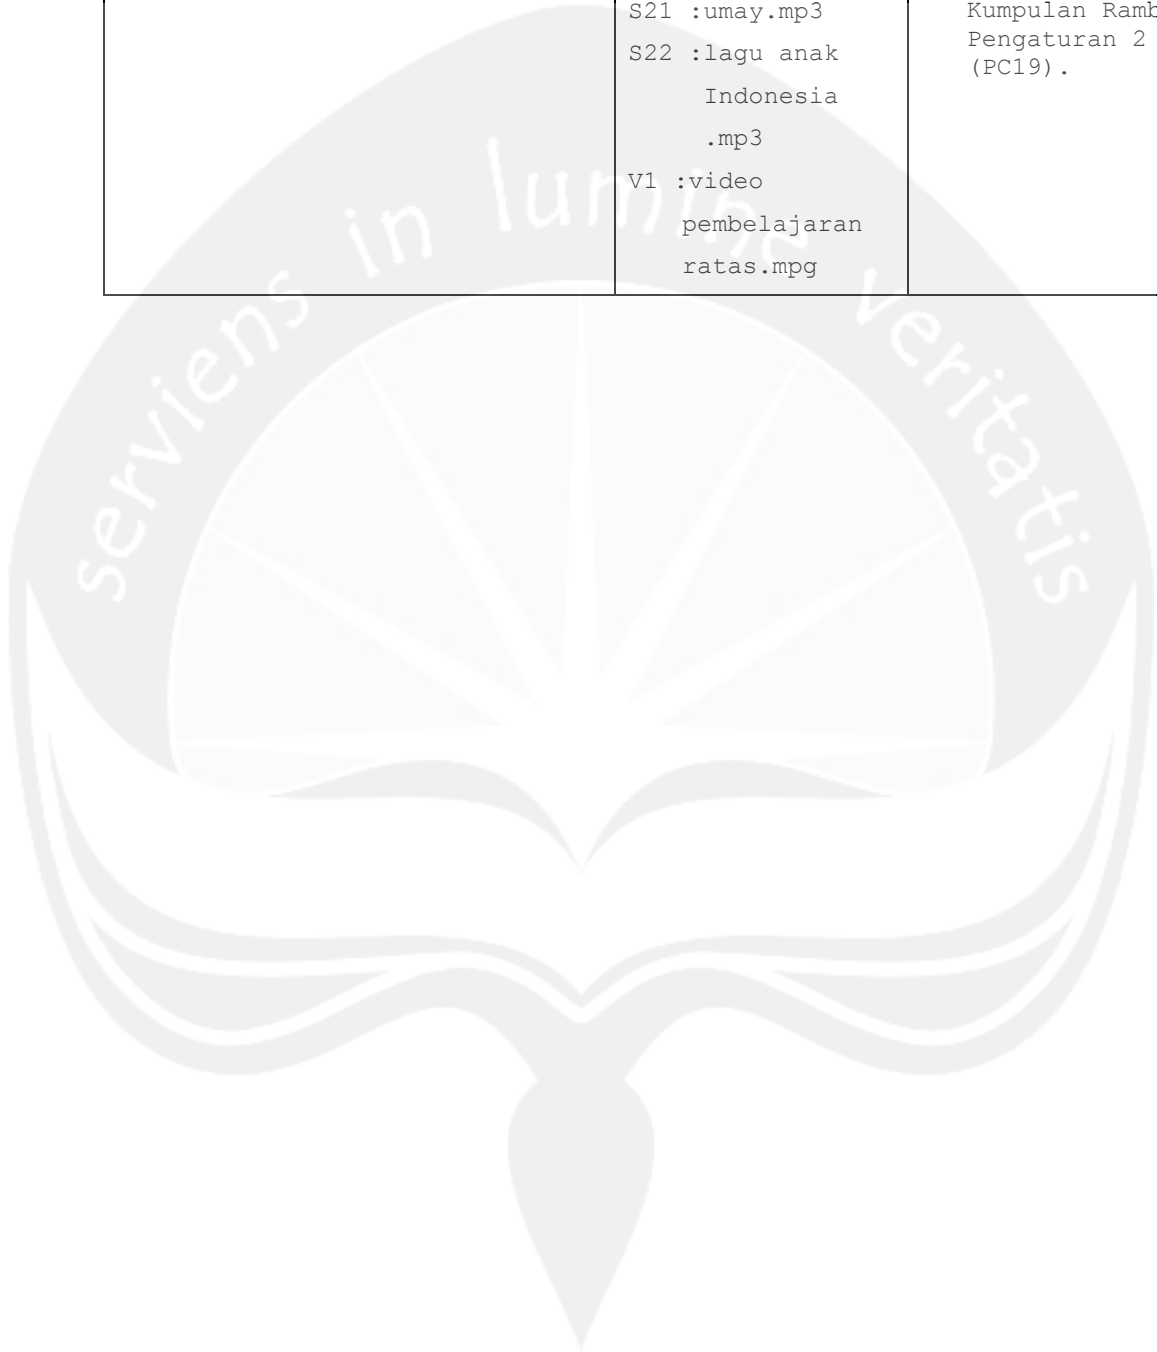 S21 :umay.mp3
S22 :lagu anak
Indonesia
.mp3
V1 :video
pembelajaran
ratas.mpg
Kumpulan Ramb
Pengaturan 2
(PC19).
serviens in lumine veritatis